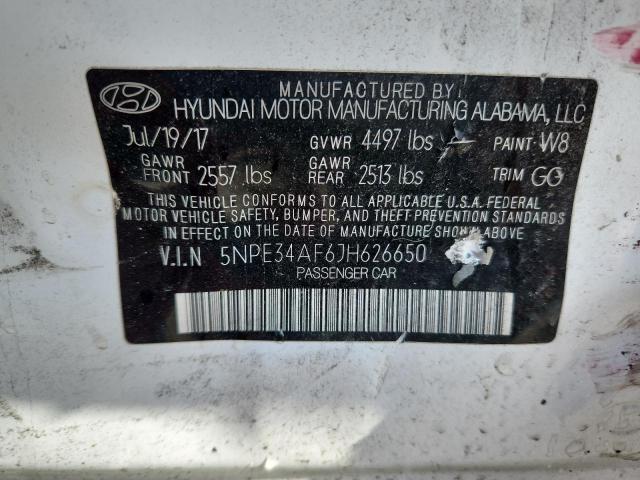 MANUFACTURED BY:
HYUNDAI MOTOR MANUFACTURING ALABAMA, LLC
Jul/19/17 GVWR 4497 lbs PAINT W8
GAWR FRONT 2557 lbs GAWR REAR 2513 lbs TRIM GO
THIS VEHICLE CONFORMS TO ALL APPLICABLE U.S.A. FEDERAL
MOTOR VEHICLE SAFETY, BUMPER, AND THEFT PREVENTION STANDARDS
IN EFFECT ON THE DATE OF MANUFACTURE SHOWN ABOVE.
V.I.N 5NPE34AF6JH626650
PASSENGER CAR